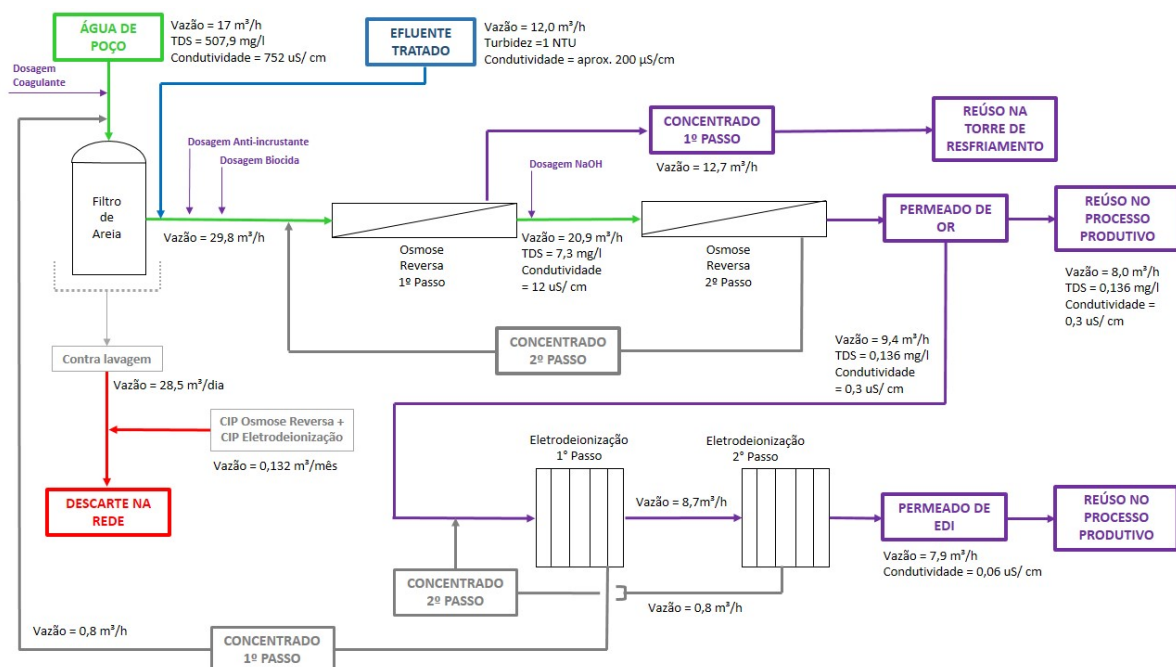 ÁGUA DE
POÇO
Vazão = 17 m³/h
TDS = 507,9 mg/l
Condutividade = 752 uS/ cm
EFLUENTE
TRATADO
Vazão = 12,0 m³/h
Turbidez =1 NTU
Condutividade = aprox. 200 µS/cm
Dosagem
Coagulante
Filtro
de
Areia
Dosagem Anti-incrustante
Dosagem Biocida
Vazão = 29,8 m³/h
CONCENTRADO
1º PASSO
Vazão = 12,7 m³/h
REÚSO NA
TORRE DE
RESFRIAMENTO
Dosagem NaOH
Osmose
Reversa
1º Passo
Vazão = 20,9 m³/h
TDS = 7,3 mg/l
Condutividade
= 12 uS/ cm
Osmose
Reversa
2º Passo
PERMEADO DE
OR
REÚSO NO
PROCESSO
PRODUTIVO
Vazão = 8,0 m³/h
TDS = 0,136 mg/l
Condutividade =
0,3 uS/ cm
CONCENTRADO
2º PASSO
Vazão = 9,4 m³/h
TDS = 0,136 mg/l
Condutividade
= 0,3 uS/ cm
Contra lavagem
Vazão = 28,5 m³/dia
CIP Osmose Reversa +
CIP Eletrodeionização
Vazão = 0,132 m³/mês
DESCARTE NA
REDE
Eletrodeionização
1° Passo
Eletrodeionização
2° Passo
Vazão = 8,7m³/h
PERMEADO DE
EDI
Vazão = 7,9 m³/h
Condutividade = 0,06 uS/ cm
REÚSO NO
PROCESSO
PRODUTIVO
CONCENTRADO
2º PASSO
Vazão = 0,8 m³/h
Vazão = 0,8 m³/h
CONCENTRADO
1º PASSO